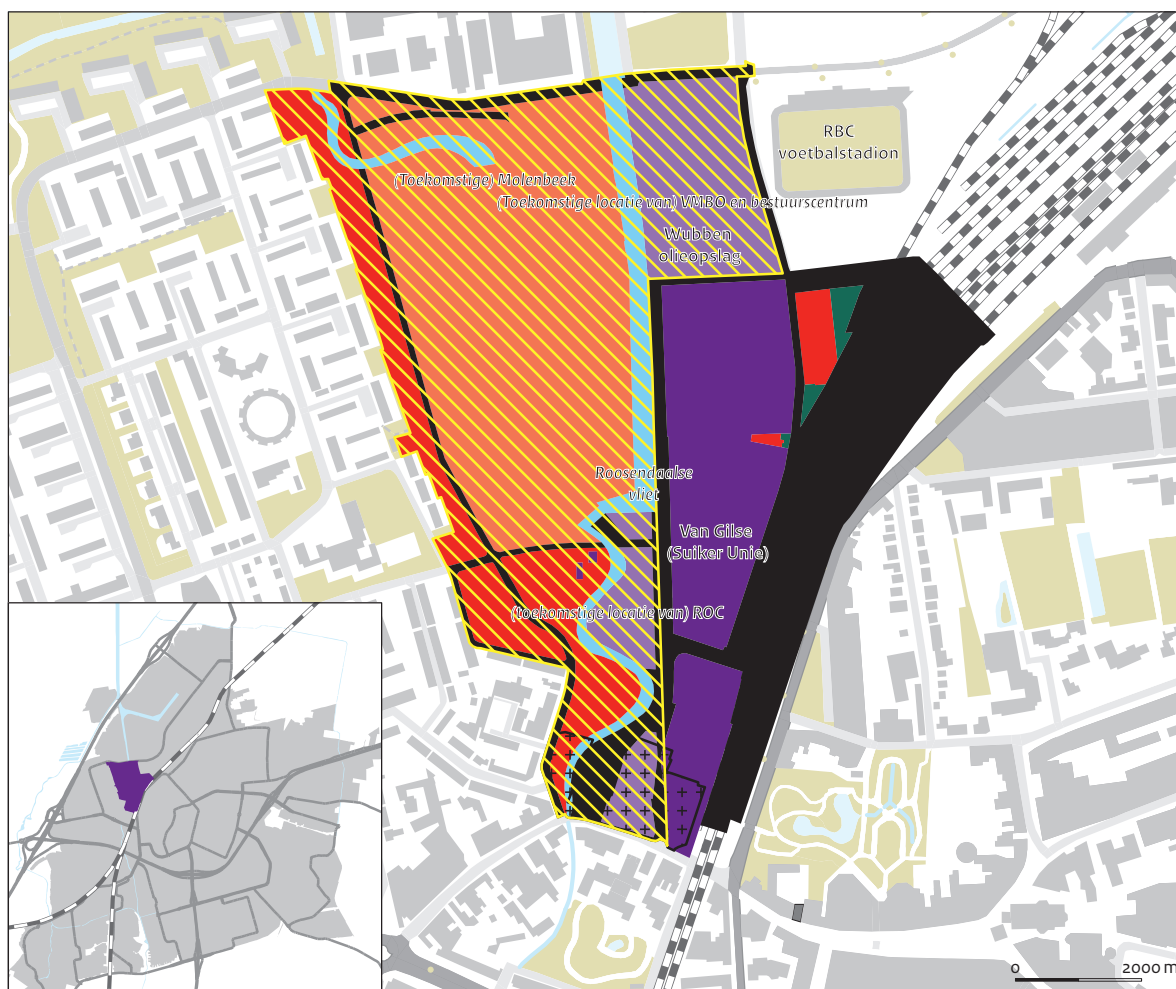 RBC
voetbalstadion
(Toekomstige) Molenbeek
(Toekomstige locatie van) VMBO en bestuurscentrum
Wubben
olieopslag
Roosendaalse
vliet
Van Gilse
(Suiker Unie)
(toekomstige locatie van) ROC
0 2000 m